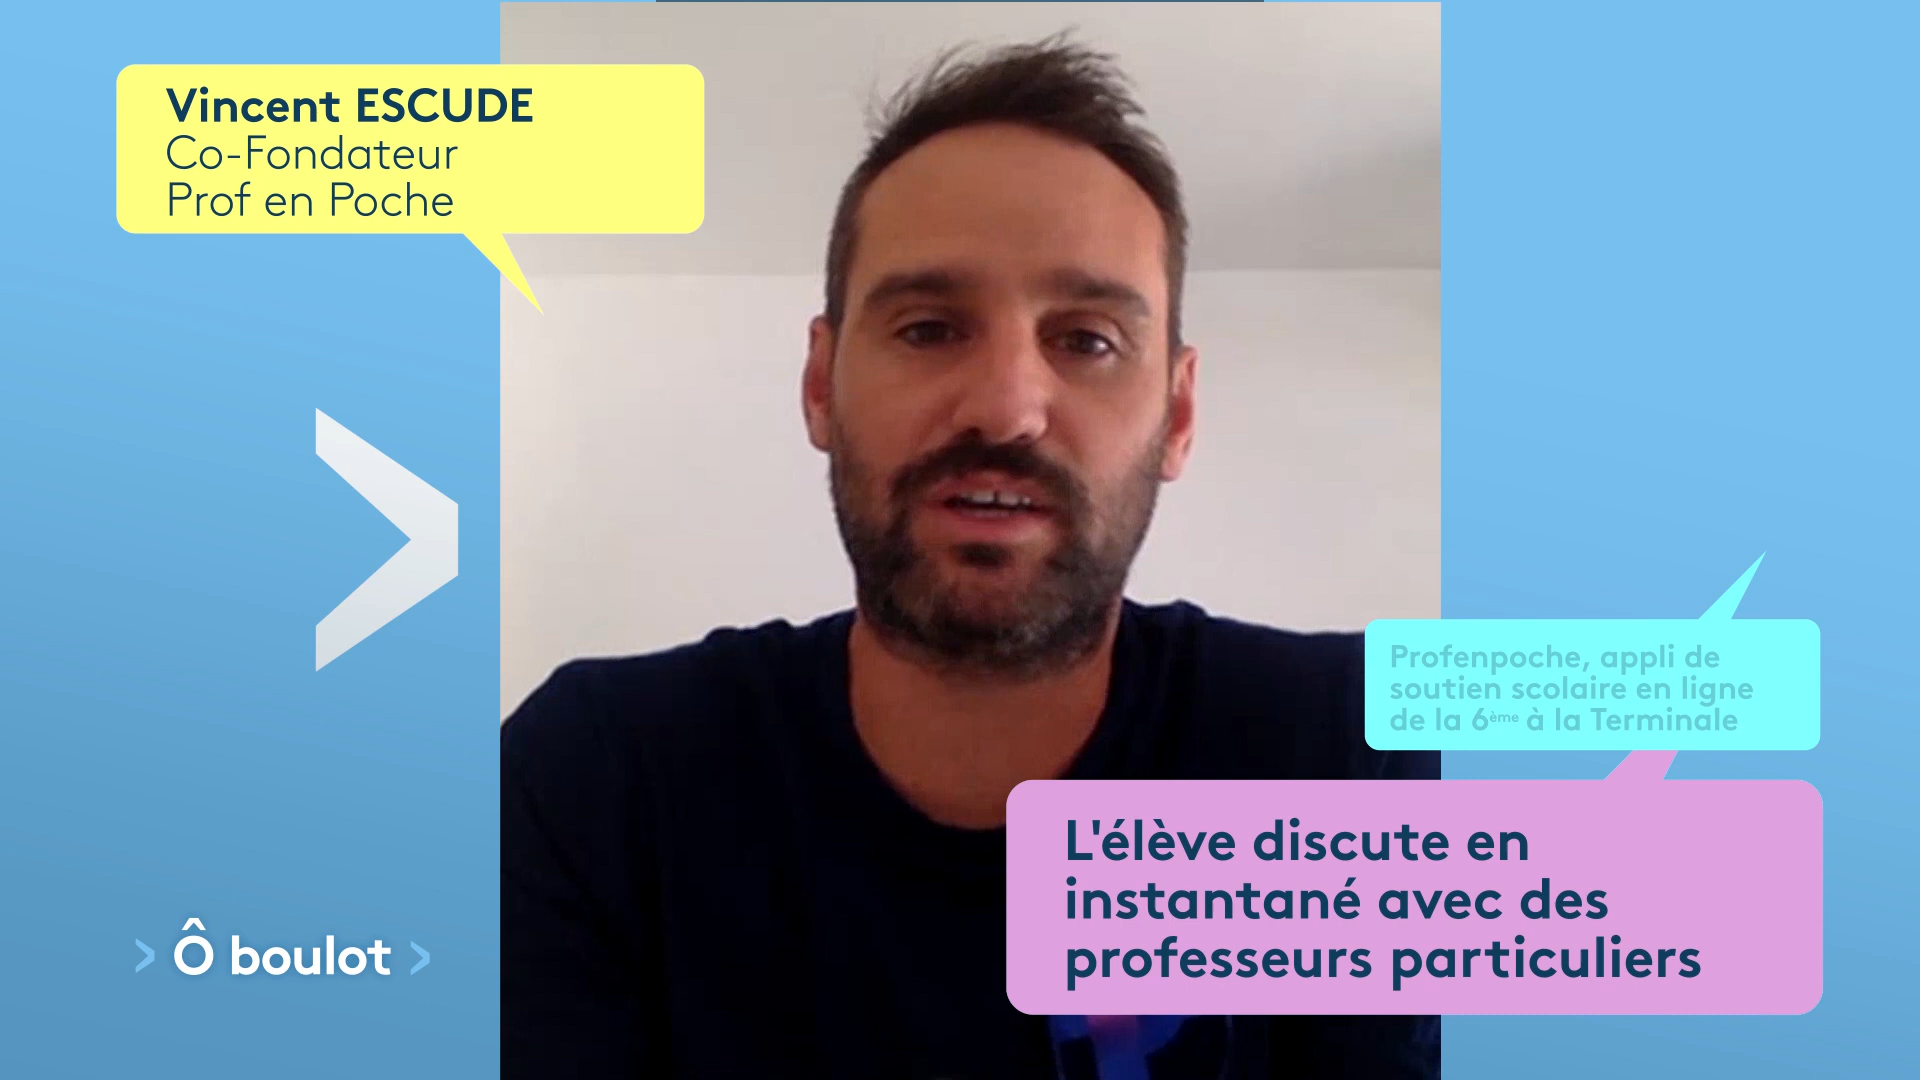 Vincent ESCUDE
Co-Fondateur
Prof en Poche
Profenpoche, appli de
soutien scolaire en ligne
de la 6ème à la Terminale
L'élève discute en
instantané avec des
professeurs particuliers
> Ô boulot >